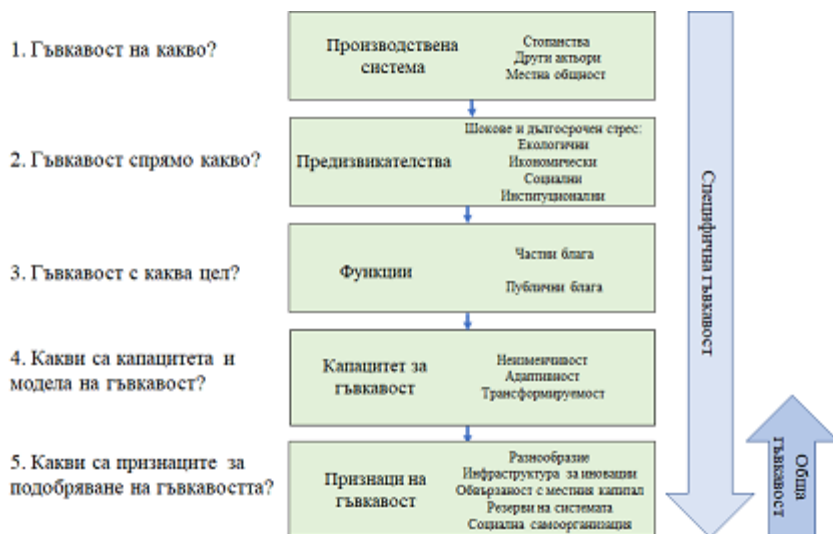 1. Гъвкавост на какво?
Производствена
система
Стопанства
Други актьори
Местна общност
2. Гъвкавост спрямо какво?
Предизвикателства
Шокове и дългосрочен стрес:
Екологични
Икономически
Социални
Институционални
3. Гъвкавост с каква цел?
Функции
Частни блага
Публични блага
4. Какви са капацитета и
модела на гъвкавост?
Капацитет за
гъвкавост
Неизменчивост
Адаптивност
Трансформируемост
5. Какви са признаците за
подобряване на гъвкавостта?
Признаци на
гъвкавост
Разнообразие
Инфраструктура за иновации
Обвързаност с местния капитал
Резерви на системата
Социална самоорганизация
Специфична гъвкавост
Обща
гъвкавост